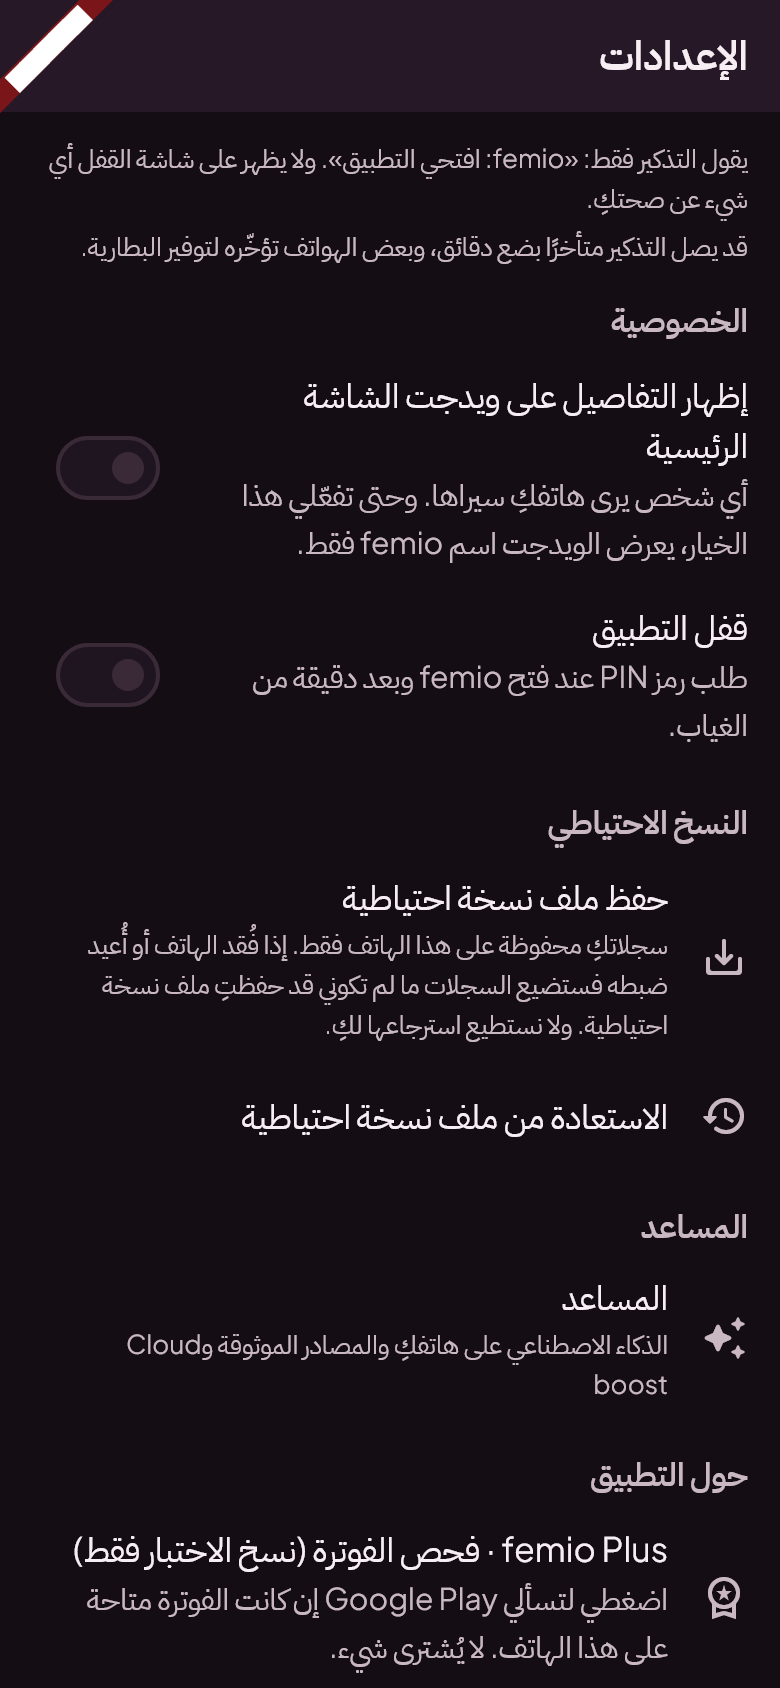 الإعدادات
يقول التذكير فقط: «femio: افتحي التطبيق». ولا يظهر على شاشة القفل أي
شيء عن صحتكِ.
قد يصل التذكير متأخرًا بضع دقائق، وبعض الهواتف تؤخّره لتوفير البطارية.
الخصوصية
إظهار التفاصيل على ويدجت الشاشة
الرئيسية
أي شخص يرى هاتفكِ سيراها. وحتى تفعّلي هذا
الخيار، يعرض الويدجت اسم femio فقط.
قفل التطبيق
طلب رمز PIN عند فتح femio وبعد دقيقة من
الغياب.
النسخ الاحتياطي
حفظ ملف نسخة احتياطية
سجلاتكِ محفوظة على هذا الهاتف فقط. إذا فُقد الهاتف أو أُعيد
ضبطه فستضيع السجلات ما لم تكوني قد حفظتِ ملف نسخة
احتياطية. ولا نستطيع استرجاعها لكِ.
الاستعادة من ملف نسخة احتياطية
المساعد
المساعد
الذكاء الاصطناعي على هاتفكِ والمصادر الموثوقة وCloud
boost
حول التطبيق
femio Plus · فحص الفوترة (نسخ الاختبار فقط)
اضغطي لتسألي Google Play إن كانت الفوترة متاحة
على هذا الهاتف. لا يُشترى شيء.